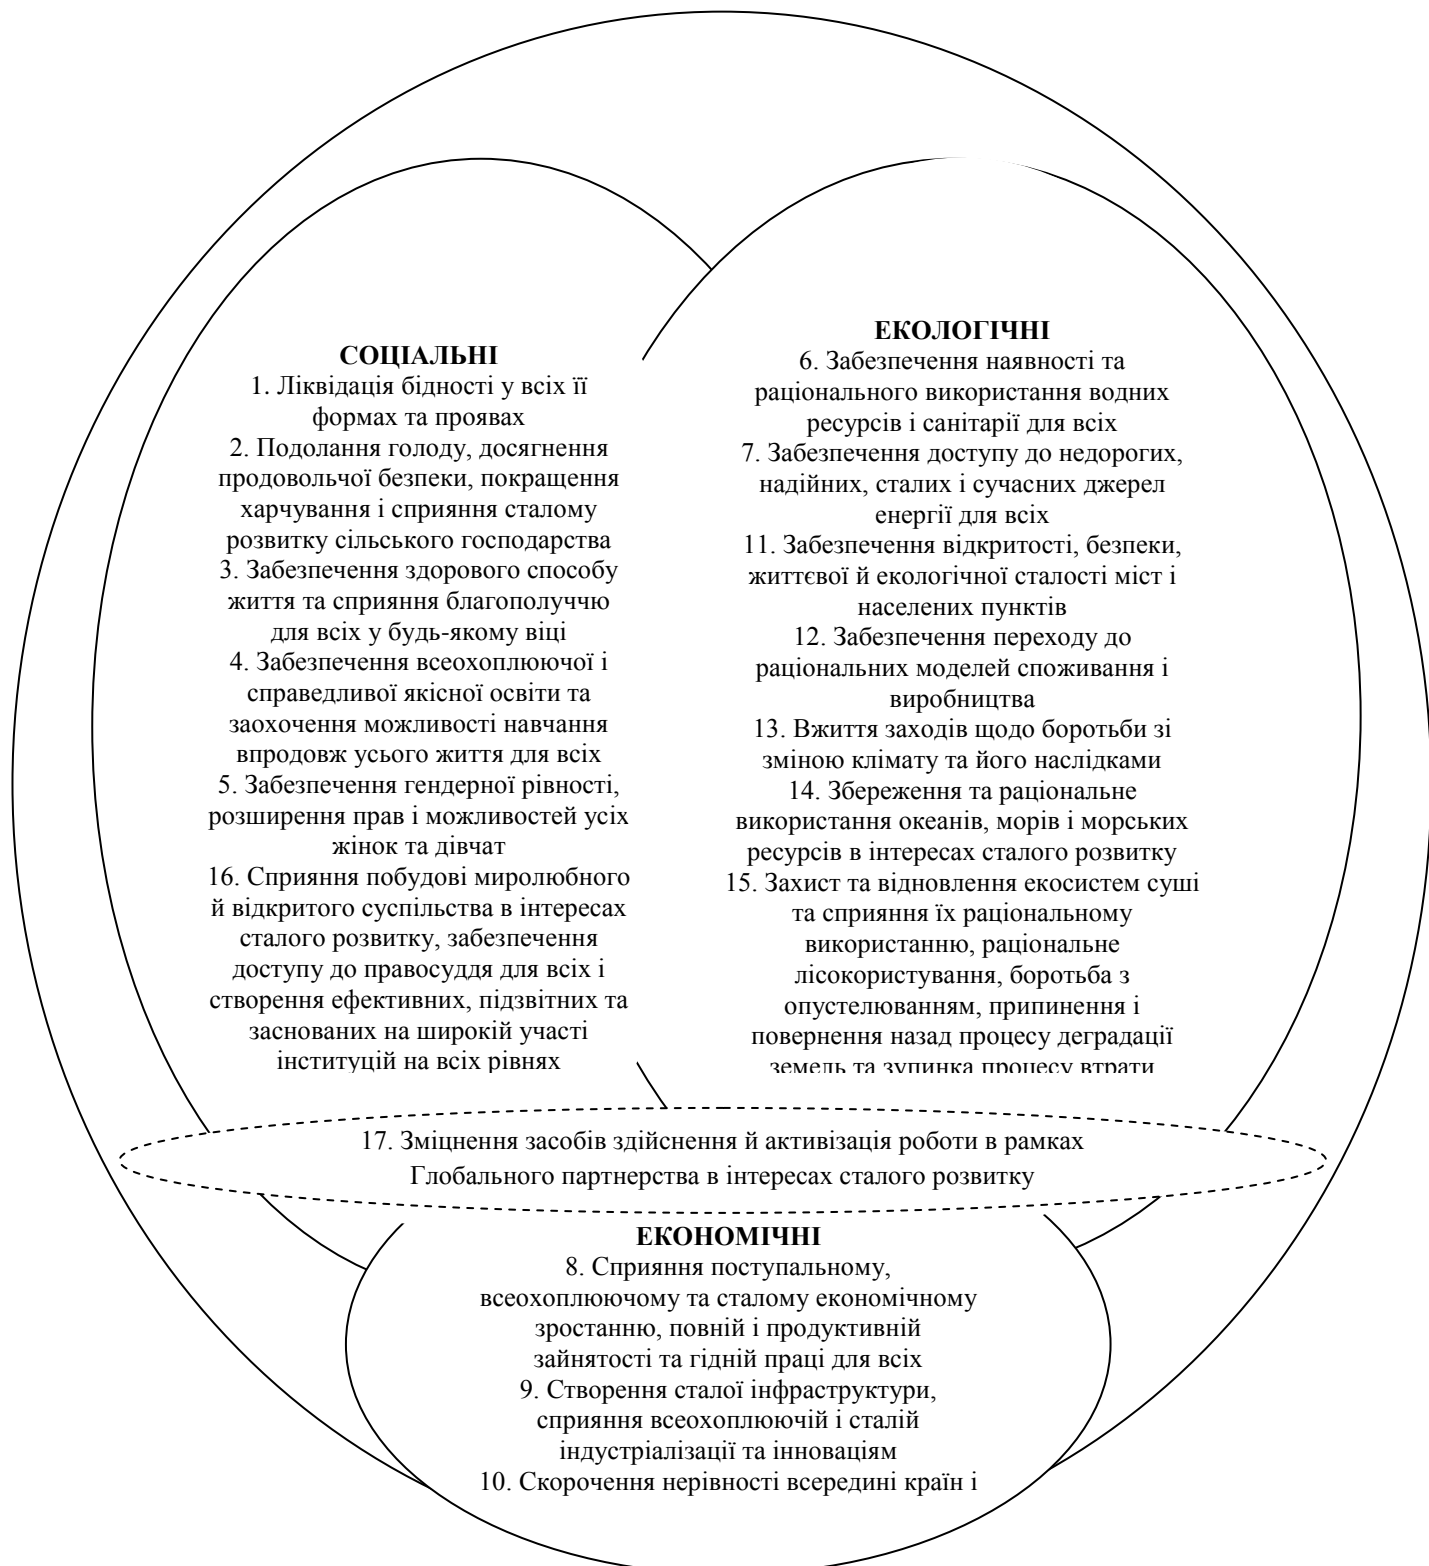 СОЦІАЛЬНІ
1. Ліквідація бідності у всіх її
формах та проявах
2. Подолання голоду, досягнення
продовольчої безпеки, покращення
харчування і сприяння сталому
розвитку сільського господарства
3. Забезпечення здорового способу
життя та сприяння благополуччю
для всіх у будь-якому віці
4. Забезпечення всеохоплюючої і
справедливої якісної освіти та
заохочення можливості навчання
впродовж усього життя для всіх
5. Забезпечення гендерної рівності,
розширення прав і можливостей усіх
жінок та дівчат
16. Сприяння побудові миролюбного
й відкритого суспільства в інтересах
сталого розвитку, забезпечення
доступу до правосуддя для всіх і
створення ефективних, підзвітних та
заснованих на широкій участі
інституцій на всіх рівнях
ЕКОЛОГІЧНІ
6. Забезпечення наявності та
раціонального використання водних
ресурсів і санітарії для всіх
7. Забезпечення доступу до недорогих,
надійних, сталих і сучасних джерел
енергії для всіх
11. Забезпечення відкритості, безпеки,
життєвої й екологічної сталості міст і
населених пунктів
12. Забезпечення переходу до
раціональних моделей споживання і
виробництва
13. Вжиття заходів щодо боротьби зі
зміною клімату та його наслідками
14. Збереження та раціональне
використання океанів, морів і морських
ресурсів в інтересах сталого розвитку
15. Захист та відновлення екосистем суші
та сприяння їх раціональному
використанню, раціональне
лісокористування, боротьба з
опустелюванням, припинення і
повернення назад процесу деградації
земель та зупинка процесу втрати
17. Зміцнення засобів здійснення й активізація роботи в рамках
Глобального партнерства в інтересах сталого розвитку
ЕКОНОМІЧНІ
8. Сприяння поступальному,
всеохоплюючому та сталому економічному
зростанню, повній і продуктивній
зайнятості та гідній праці для всіх
9. Створення сталої інфраструктури,
сприяння всеохоплюючій і сталій
індустріалізації та інноваціям
10. Скорочення нерівності всередині країн і